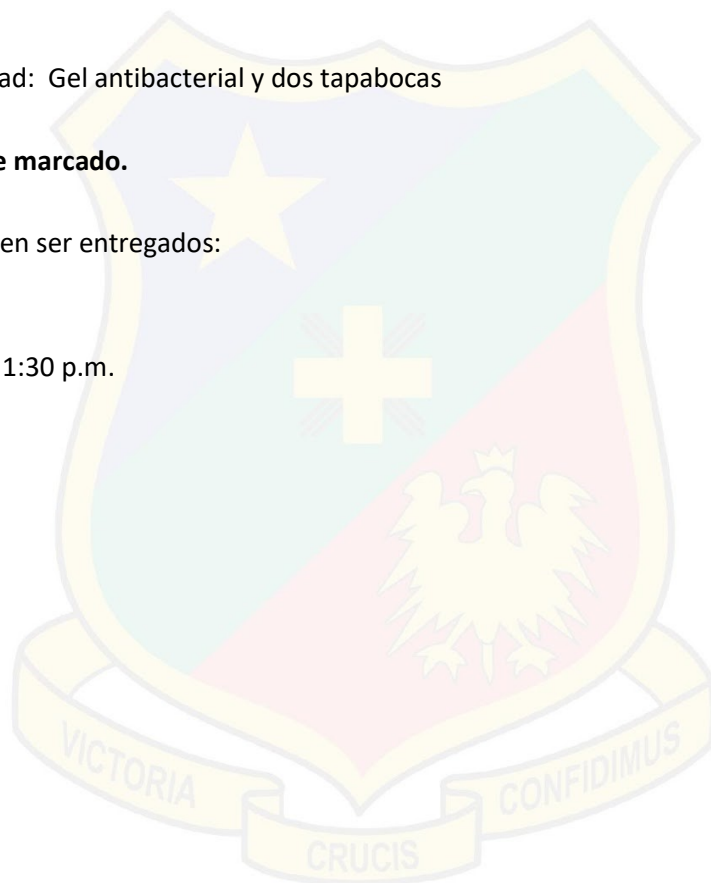 ad: Gel antibacterial y dos tapabocas
e marcado.
en ser entregados:
1:30 p.m.
VICTORIA
CRUCIS
CONFIDIMUS